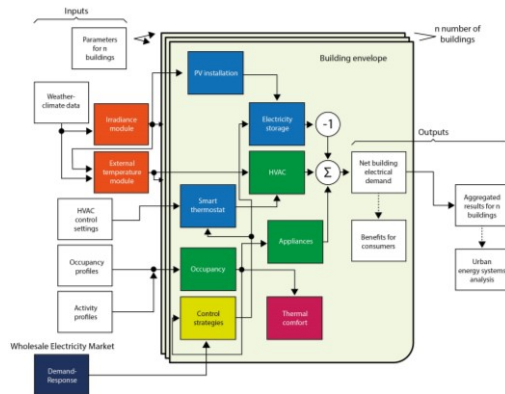 Inputs
Parameters for
n buildings
Weather-
climate data
Irradiance
module
External
temperature
module
HVAC
control
settings
Occupancy
profiles
Activity
profiles
Wholesale Electricity Market
Demand-
Response
n number of
buildings
Building envelope
PV installation
Electricity
storage
-1
HVAC
Σ
Smart
thermostat
Appliances
Occupancy
Control
strategies
Thermal
comfort
Outputs
Net building
electrical
demand
Benefits for
consumers
Aggregated
results for n
buildings
Urban
energy systems
analysis